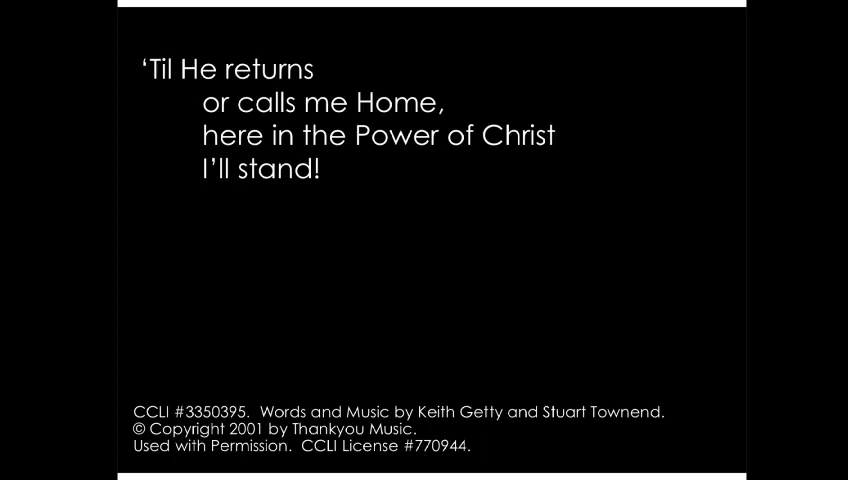 ‘Til He returns
or calls me Home,
here in the Power of Christ
I’ll stand!
CCLI #3350395.  Words and Music by Keith Getty and Stuart Townend.
© Copyright 2001 by Thankyou Music.
Used with Permission.  CCLI License #770944.